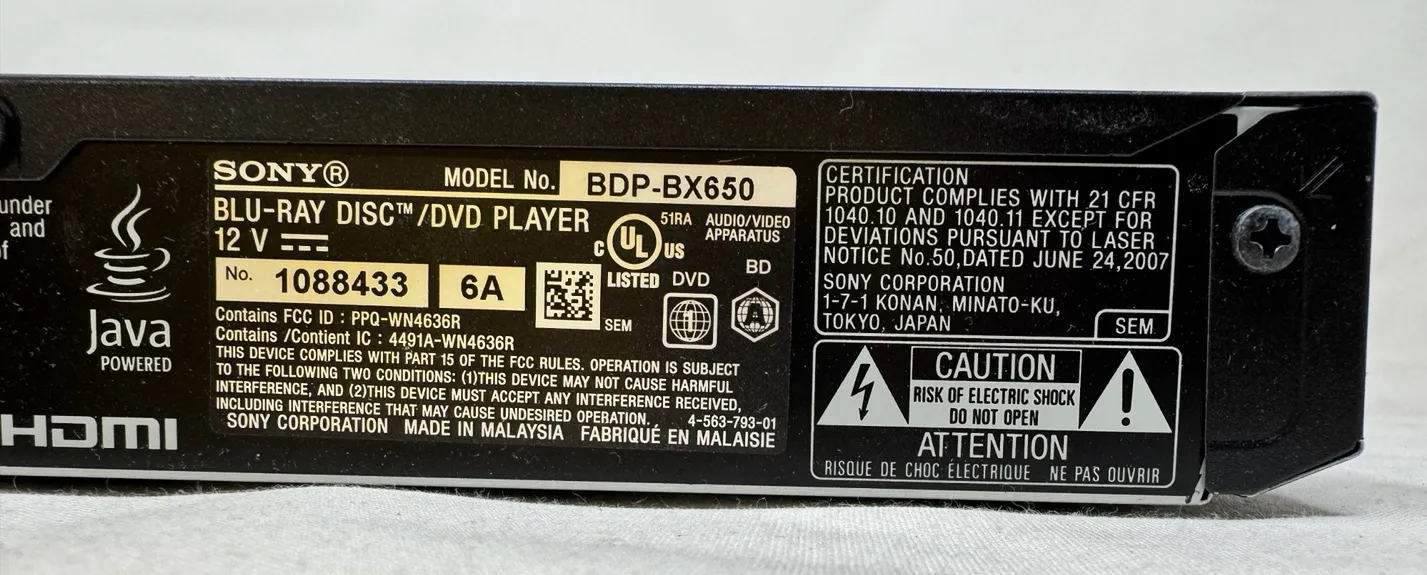 under
and
of
Java
POWERED
HDMI
SONY®
MODEL No. BDP-BX650
BLU-RAY DISC™/DVD PLAYER
12 V
C UL US
LISTED
51RA AUDIO/VIDEO
APPARATUS
No. 1088433 6A
SEM
DVD
1
BD
A
Contains FCC ID : PPQ-WN4636R
Contains /Contient IC : 4491A-WN4636R
THIS DEVICE COMPLIES WITH PART 15 OF THE FCC RULES. OPERATION IS SUBJECT
TO THE FOLLOWING TWO CONDITIONS: (1)THIS DEVICE MAY NOT CAUSE HARMFUL
INTERFERENCE, AND (2)THIS DEVICE MUST ACCEPT ANY INTERFERENCE RECEIVED,
INCLUDING INTERFERENCE THAT MAY CAUSE UNDESIRED OPERATION. 4-563-793-01
SONY CORPORATION MADE IN MALAYSIA FABRIQUÉ EN MALAISIE
CERTIFICATION
PRODUCT COMPLIES WITH 21 CFR
1040.10 AND 1040.11 EXCEPT FOR
DEVIATIONS PURSUANT TO LASER
NOTICE No.50,DATED JUNE 24,2007
SONY CORPORATION
1-7-1 KONAN, MINATO-KU,
TOKYO, JAPAN
SEM
CAUTION
RISK OF ELECTRIC SHOCK
DO NOT OPEN
ATTENTION
RISQUE DE CHOC ÉLECTRIQUE NE PAS OUVRIR